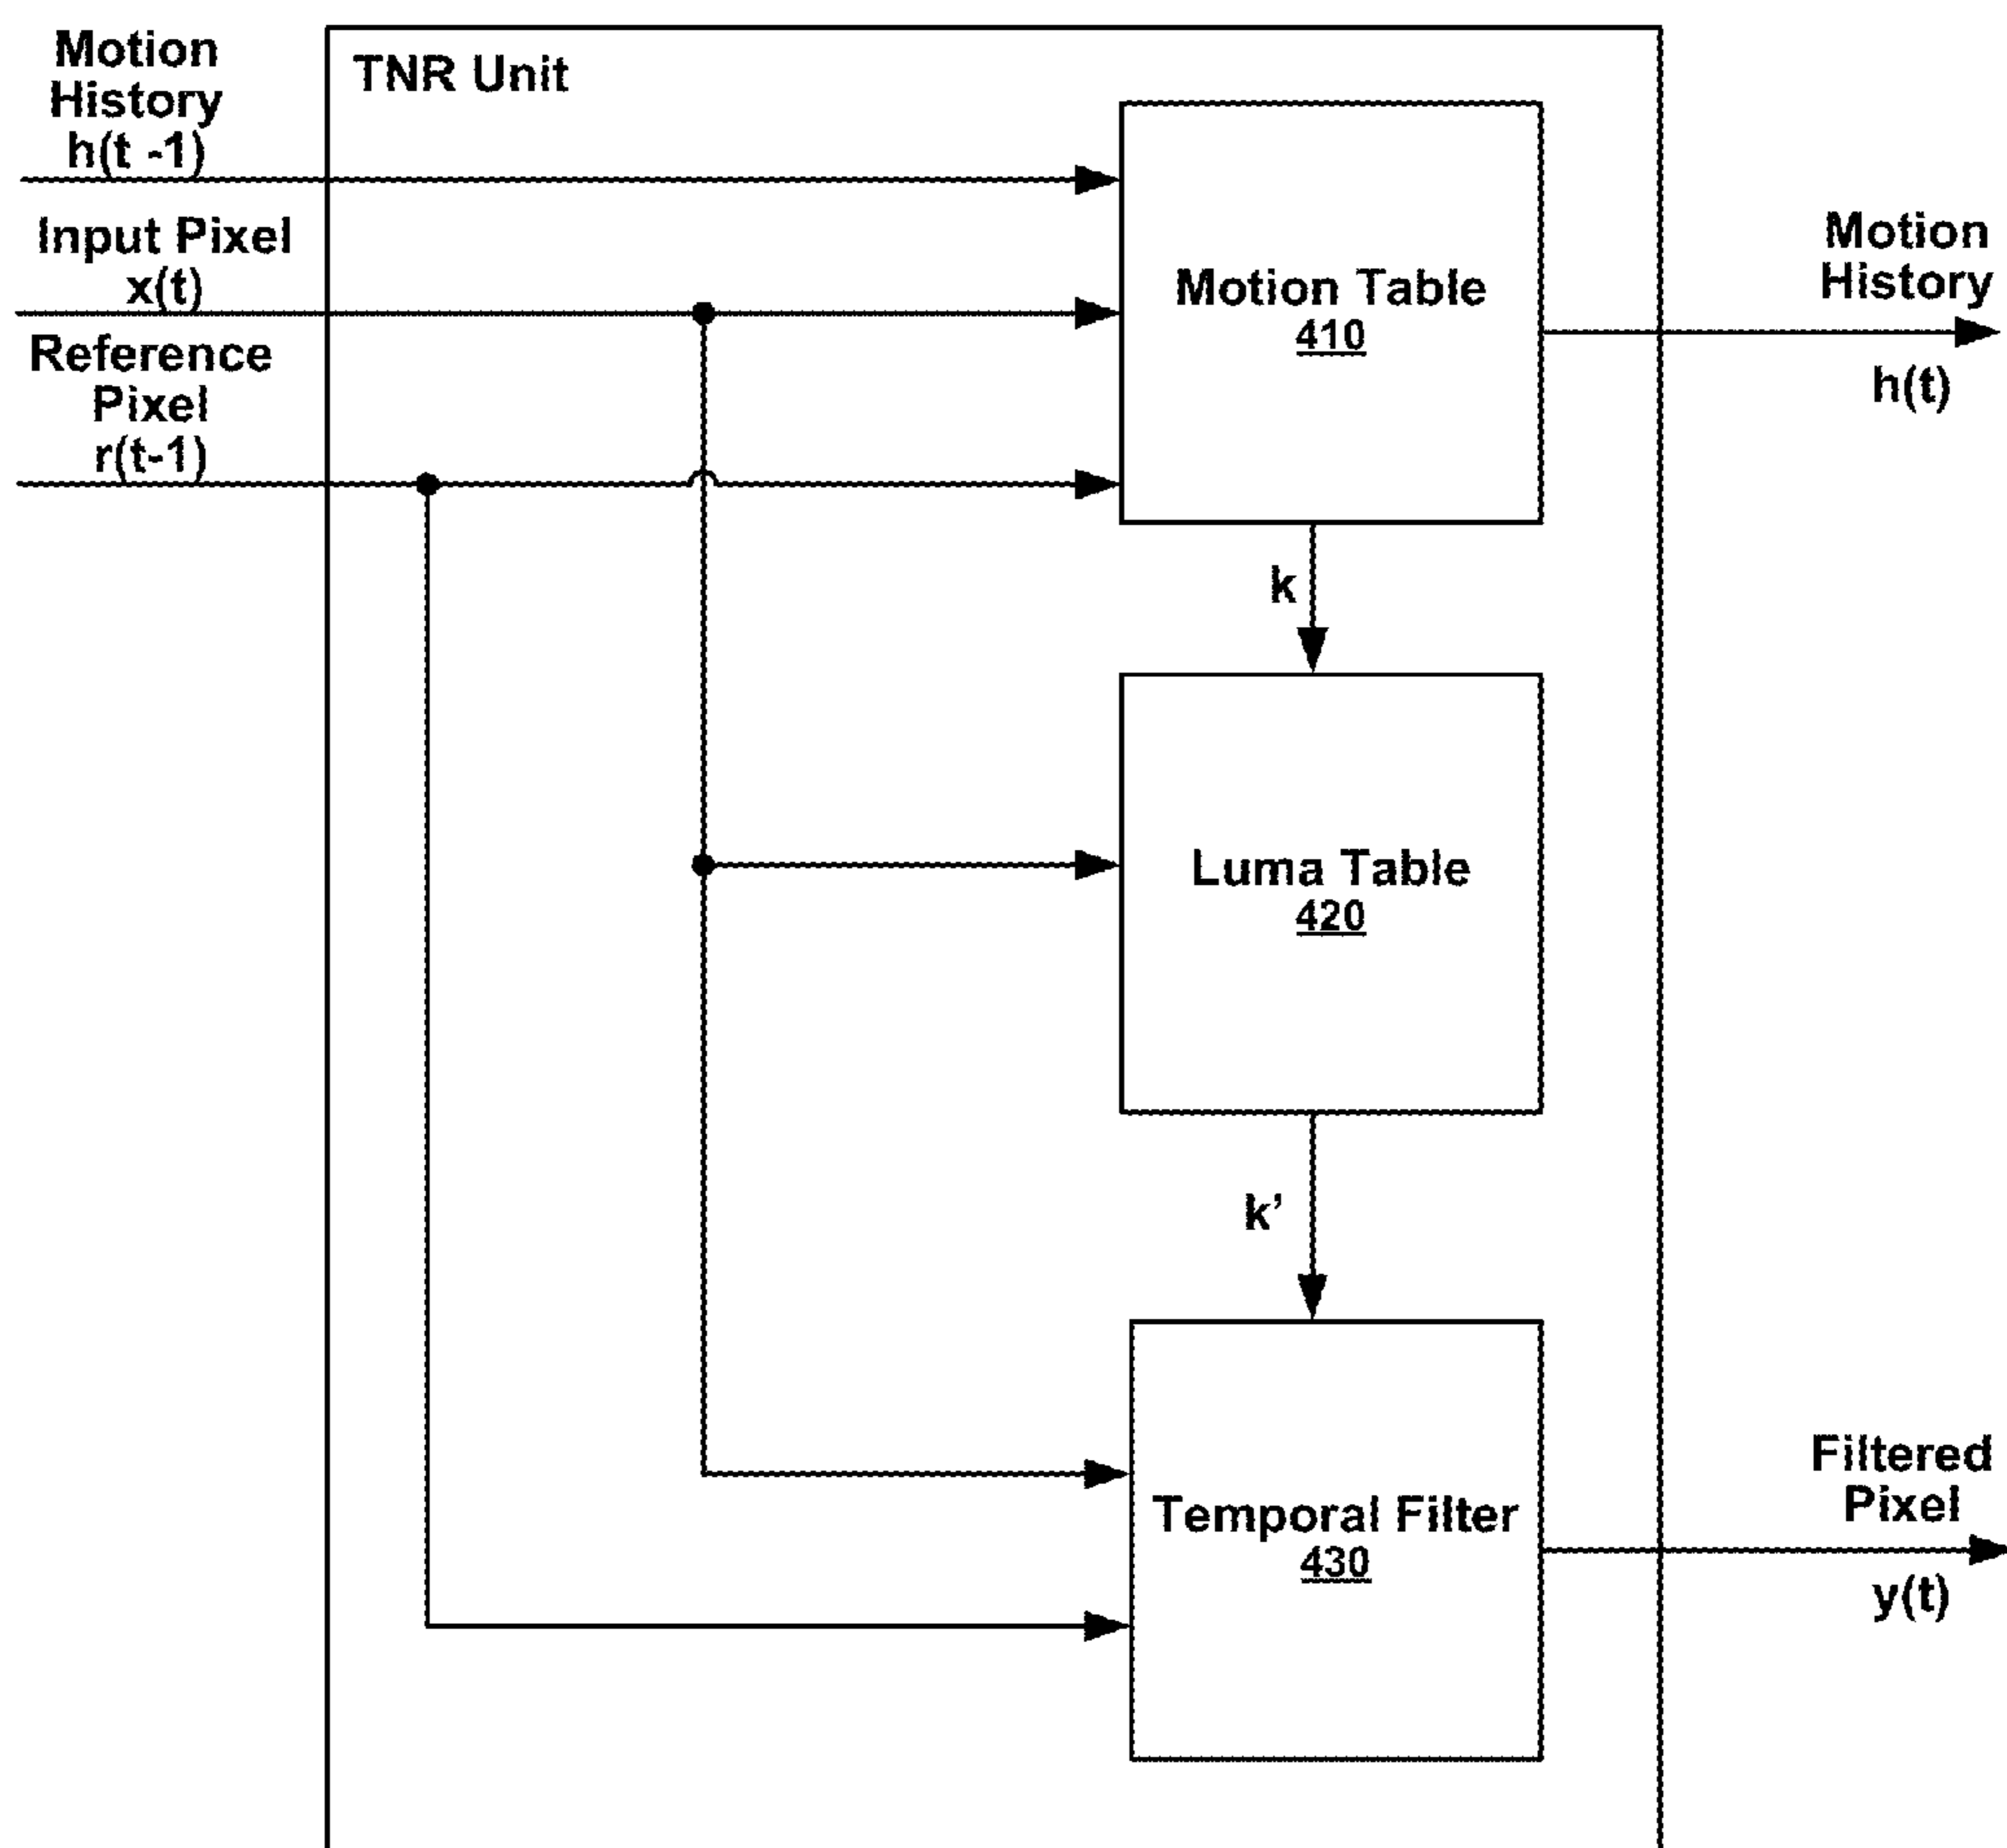 Motion
History
h(t -1)
TNR Unit
Input Pixel
x(t)
Reference
Pixel
r(t-1)
Motion Table
410
Motion
History
h(t)
k
Luma Table
420
k’
Temporal Filter
430
Filtered
Pixel
y(t)